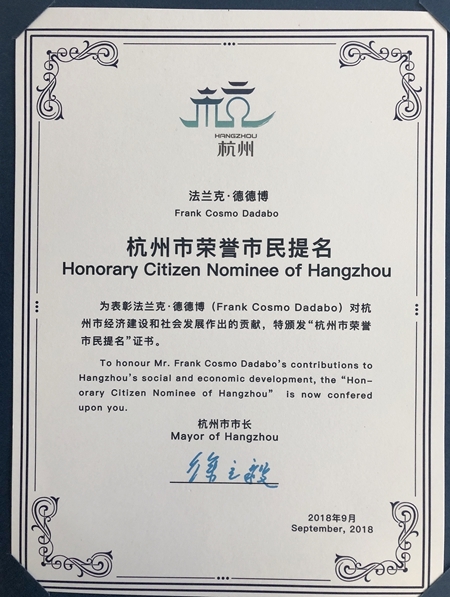 HANGZHOU
杭州
法兰克·德德博
Frank Cosmo Dadabo
杭州市荣誉市民提名
Honorary Citizen Nominee of Hangzhou
为表彰法兰克·德德博（Frank Cosmo Dadabo）对杭
州市经济建设和社会发展作出的贡献，特颁发“杭州市荣誉
市民提名”证书。
To honour Mr. Frank Cosmo Dadabo's contributions to
Hangzhou's social and economic development, the “Hon-
orary Citizen Nominee of Hangzhou” is now confered
upon you.
杭州市市长
Mayor of Hangzhou
徐立毅
2018年9月
September, 2018